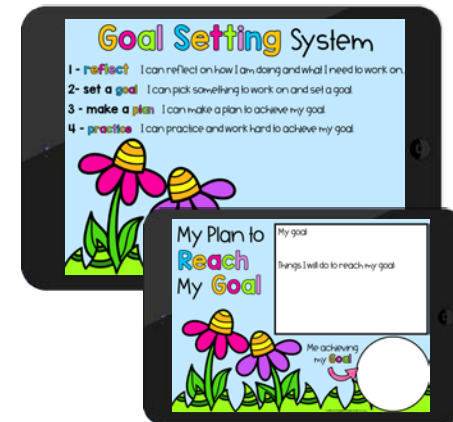 Goal Setting System
1 - reflect I can reflect on how I am doing and what I need to work on.
2- set a goal I can pick something to work on and set a goal.
3 - make a plan I can make a plan to achieve my goal.
4 - practice I can practice and work hard to achieve my goal.
My Plan to
Reach
My Goal
My goal:
Things I will do to reach my goal:
Me achieving
my Goal